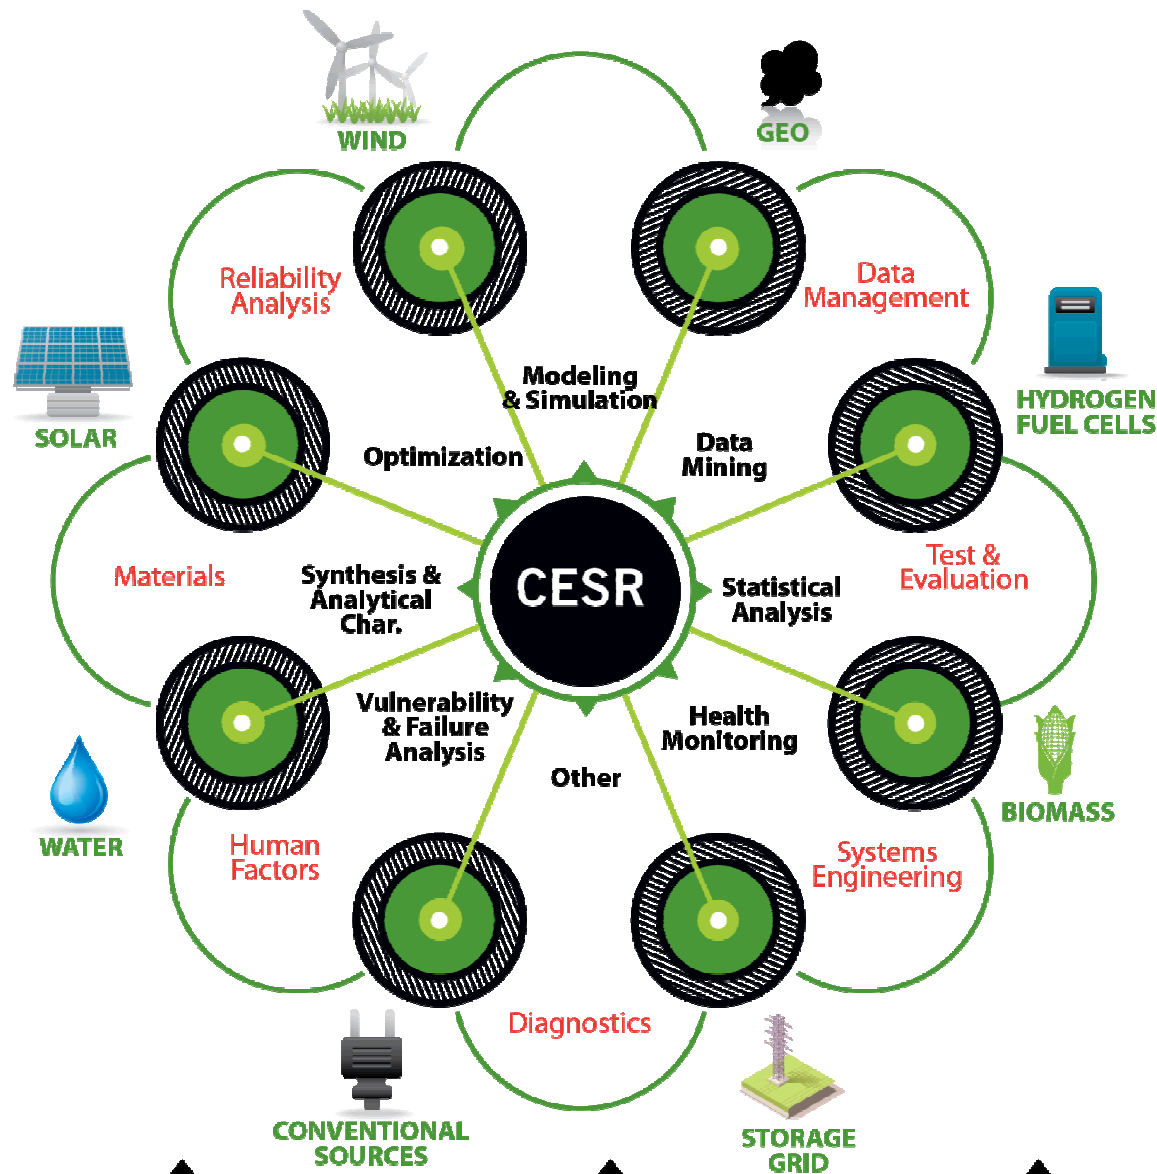 WIND
GEO
Reliability
Analysis
Data
Management
Modeling
& Simulation
HYDROGEN
FUEL CELLS
SOLAR
Optimization
Data
Mining
Materials
Synthesis &
Analytical
Char.
CESR
Statistical
Analysis
Test &
Evaluation
Vulnerability
& Failure
Analysis
Health
Monitoring
Other
WATER
BIOMASS
Human
Factors
Systems
Engineering
Diagnostics
CONVENTIONAL
SOURCES
STORAGE
GRID